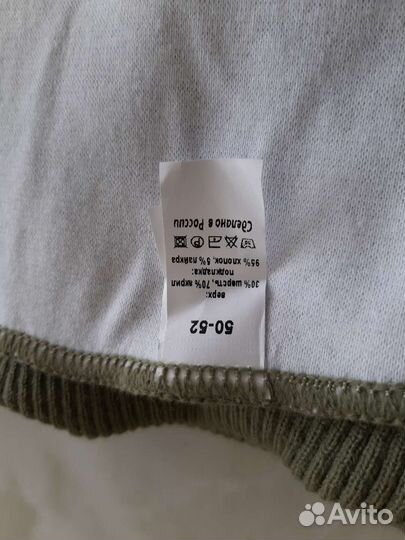 50-52
верх:
30% шерсть, 70% акрил
подкладка:
95% хлопок, 5% лайкра
Сделано в России
Avito